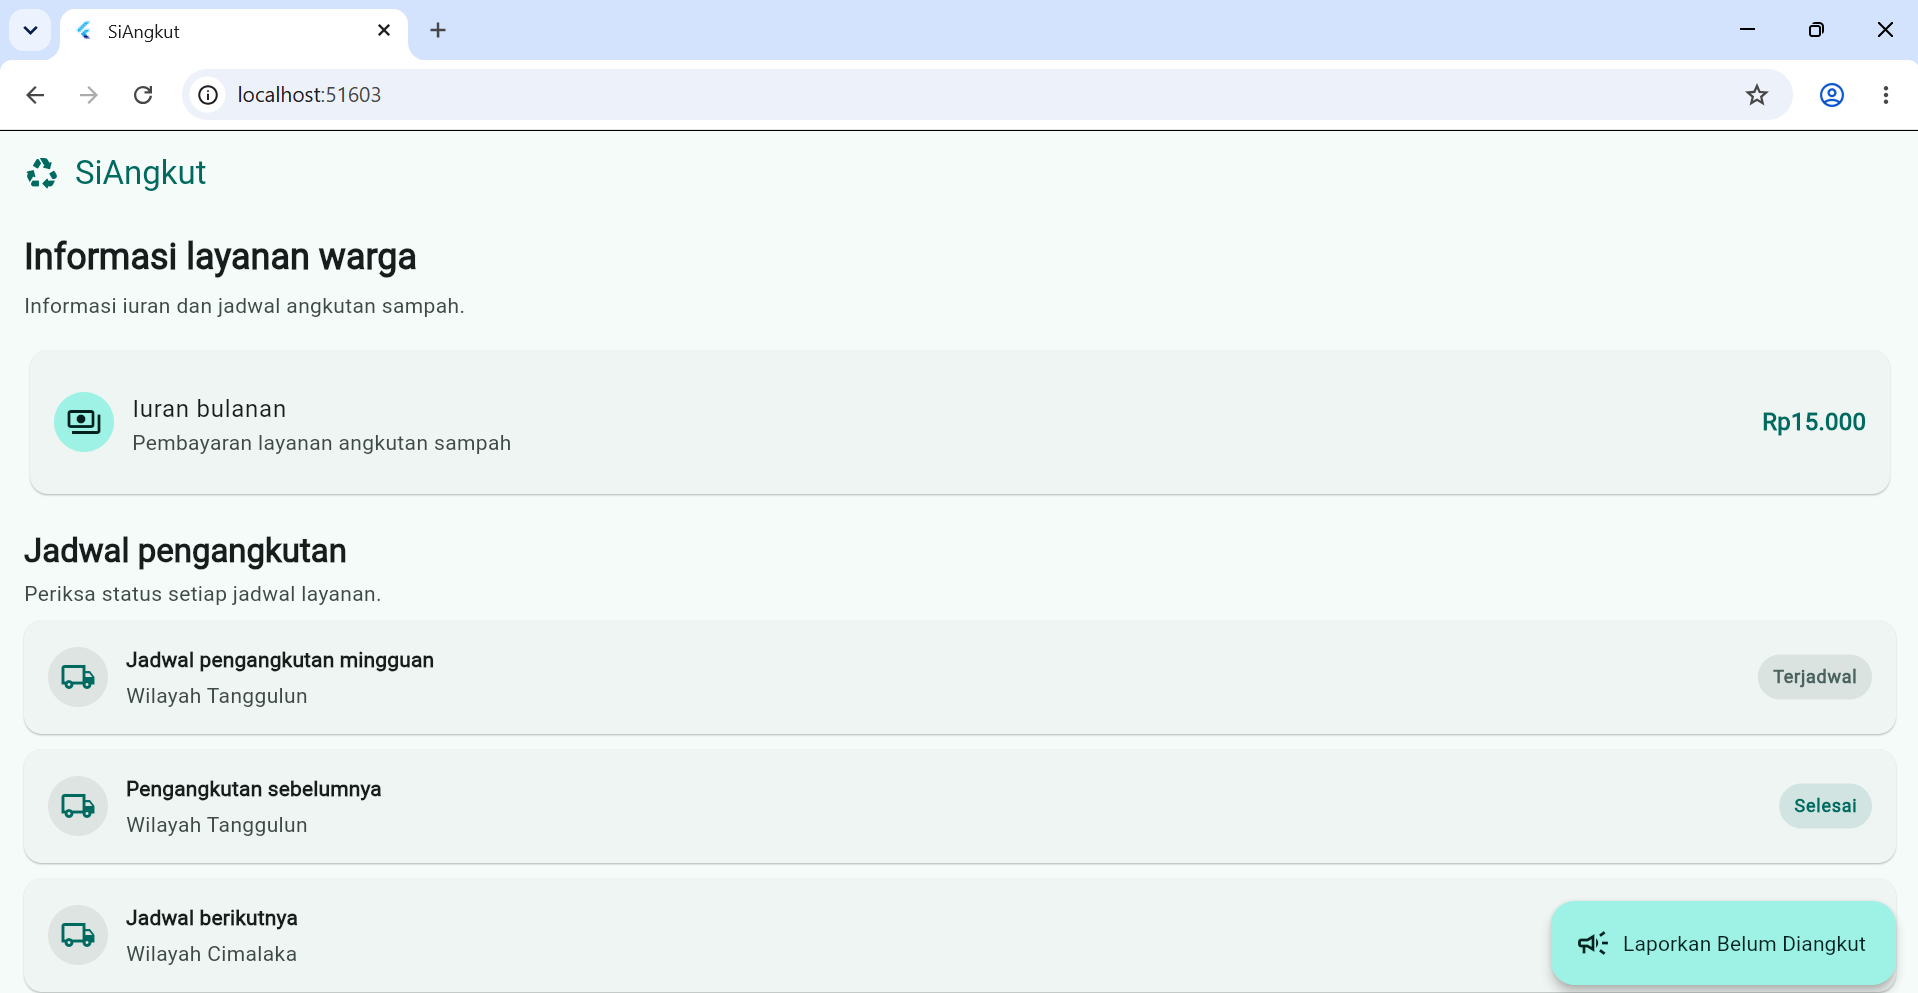 SiAngkut
localhost:51603
SiAngkut
Informasi layanan warga
Informasi iuran dan jadwal angkutan sampah.
Iuran bulanan
Pembayaran layanan angkutan sampah
Rp15.000
Jadwal pengangkutan
Periksa status setiap jadwal layanan.
Jadwal pengangkutan mingguan
Wilayah Tanggulun
Terjadwal
Pengangkutan sebelumnya
Wilayah Tanggulun
Selesai
Jadwal berikutnya
Wilayah Cimalaka
Laporkan Belum Diangkut